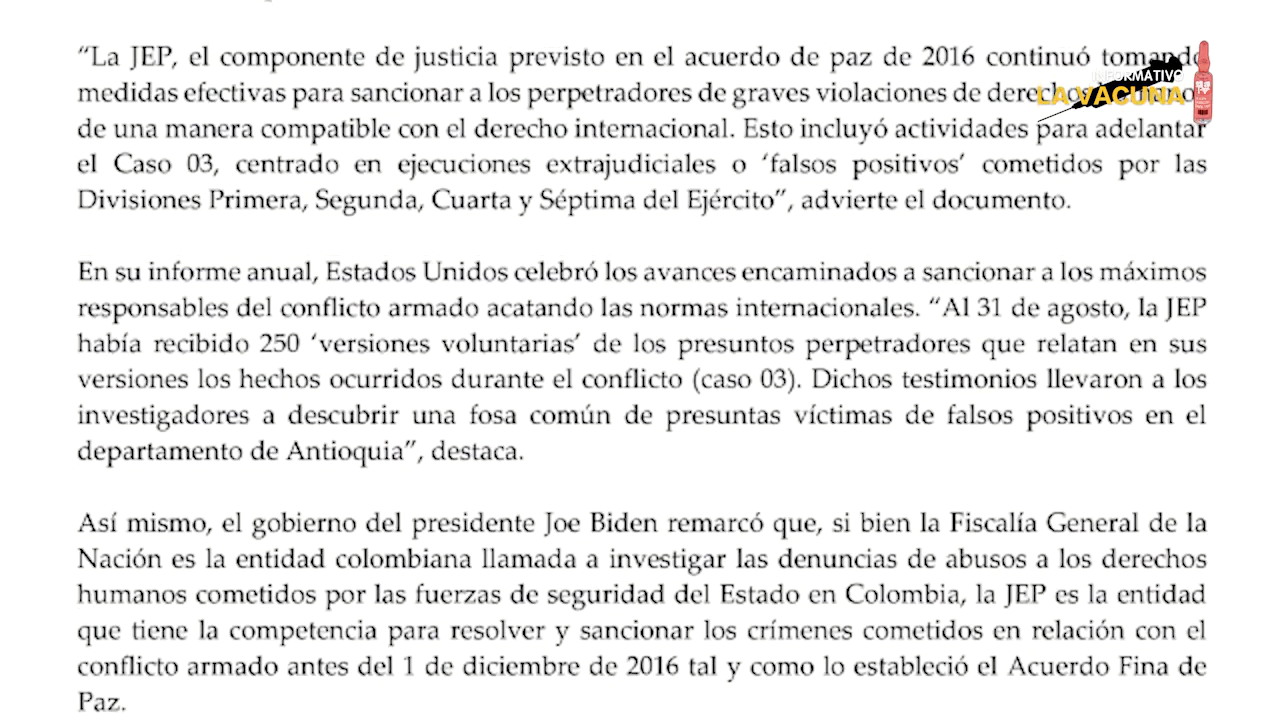 “La JEP, el componente de justicia previsto en el acuerdo de paz de 2016 continuó tomando
medidas efectivas para sancionar a los perpetradores de graves violaciones de
INFORMATIVO
LA VACUNA
de una manera compatible con el derecho internacional. Esto incluyó actividades para adelantar
el Caso 03, centrado en ejecuciones extrajudiciales o ‘falsos positivos’ cometidos por las
Divisiones Primera, Segunda, Cuarta y Séptima del Ejército”, advierte el documento.
En su informe anual, Estados Unidos celebró los avances encaminados a sancionar a los máximos
responsables del conflicto armado acatando las normas internacionales. “Al 31 de agosto, la JEP
había recibido 250 ‘versiones voluntarias’ de los presuntos perpetradores que relatan en sus
versiones los hechos ocurridos durante el conflicto (caso 03). Dichos testimonios llevaron a los
investigadores a descubrir una fosa común de presuntas víctimas de falsos positivos en el
departamento de Antioquia”, destaca.
Así mismo, el gobierno del presidente Joe Biden remarcó que, si bien la Fiscalía General de la
Nación es la entidad colombiana llamada a investigar las denuncias de abusos a los derechos
humanos cometidos por las fuerzas de seguridad del Estado en Colombia, la JEP es la entidad
que tiene la competencia para resolver y sancionar los crímenes cometidos en relación con el
conflicto armado antes del 1 de diciembre de 2016 tal y como lo estableció el Acuerdo Fina de
Paz.